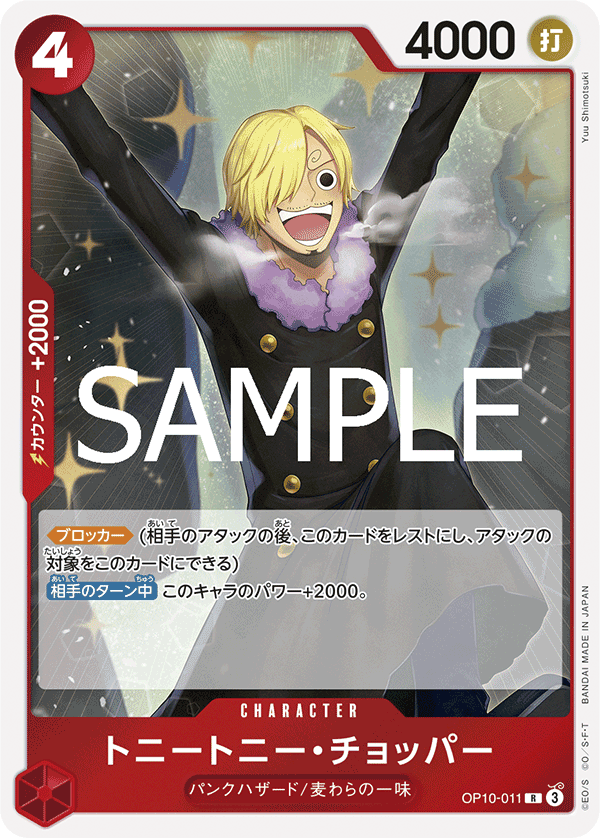 4
4000 打
Yuu Shimotsuki
カウンター +2000
SAMPLE
ブロッカー (相手のアタックの後、このカードをレストにし、アタックの
対象をこのカードにできる)
相手のターン中 このキャラのパワー+2000。
CHARACTER
トニートニー・チョッパー
パンクハザード/麦わらの一味
OP10-011 R 3
©E.O/S ©O/S・F・T BANDAI MADE IN JAPAN